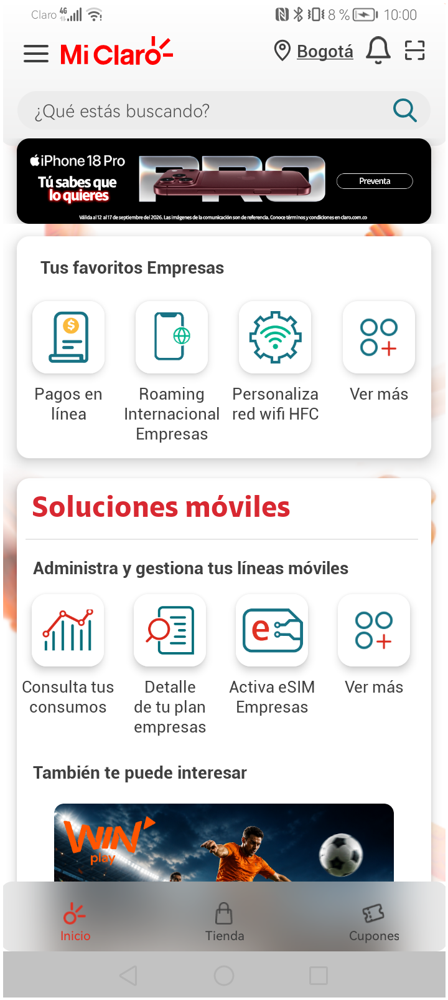 Claro 4G 8 % 10:00
Mi Claro Bogotá
¿Qué estás buscando?
iPhone 18 Pro
Tú sabes que
lo quieres
PRO
Preventa
Válida al 12 al 17 de septiembre del 2026. Las imágenes de la comunicación son de referencia. Conoce términos y condiciones en claro.com.co
Tus favoritos Empresas
Pagos en
línea
Roaming
Internacional
Empresas
Personaliza
red wifi HFC
Ver más
Soluciones móviles
Administra y gestiona tus líneas móviles
Consulta tus
consumos
Detalle
de tu plan
empresas
e
Activa eSIM
Empresas
Ver más
También te puede interesar
WIN
play
Inicio
Tienda
Cupones